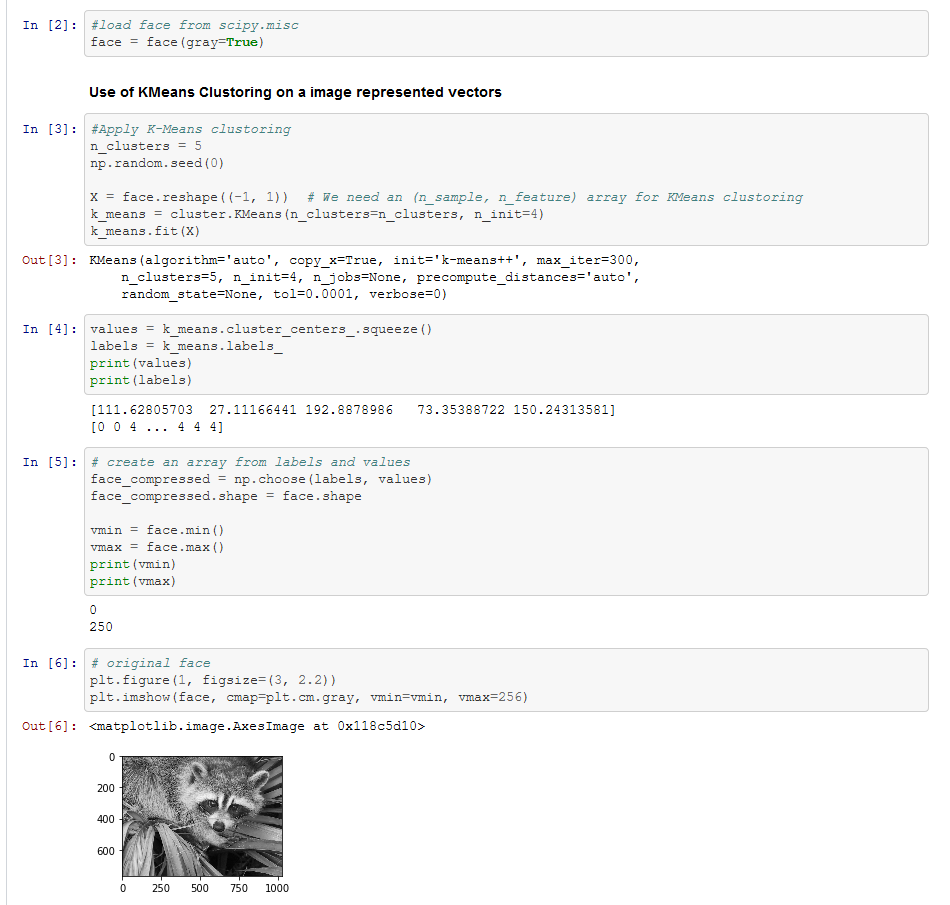 In [2]: #load face from scipy.misc
face = face(gray=True)
Use of KMeans Clustoring on a image represented vectors
In [3]: #Apply K-Means clustoring
n_clusters = 5
np.random.seed(0)
X = face.reshape((-1, 1))  # We need an (n_sample, n_feature) array for KMeans clustoring
k_means = cluster.KMeans(n_clusters=n_clusters, n_init=4)
k_means.fit(X)
Out[3]: KMeans(algorithm='auto', copy_x=True, init='k-means++', max_iter=300,
n_clusters=5, n_init=4, n_jobs=None, precompute_distances='auto',
random_state=None, tol=0.0001, verbose=0)
In [4]: values = k_means.cluster_centers_.squeeze()
labels = k_means.labels_
print(values)
print(labels)
[111.62805703  27.11166441 192.8878986   73.35388722 150.24313581]
[0 0 4 ... 4 4 4]
In [5]: # create an array from labels and values
face_compressed = np.choose(labels, values)
face_compressed.shape = face.shape
vmin = face.min()
vmax = face.max()
print(vmin)
print(vmax)
0
250
In [6]: # original face
plt.figure(1, figsize=(3, 2.2))
plt.imshow(face, cmap=plt.cm.gray, vmin=vmin, vmax=256)
Out[6]: <matplotlib.image.AxesImage at 0x118c5d10>
0
200
400
600
0 250 500 750 1000